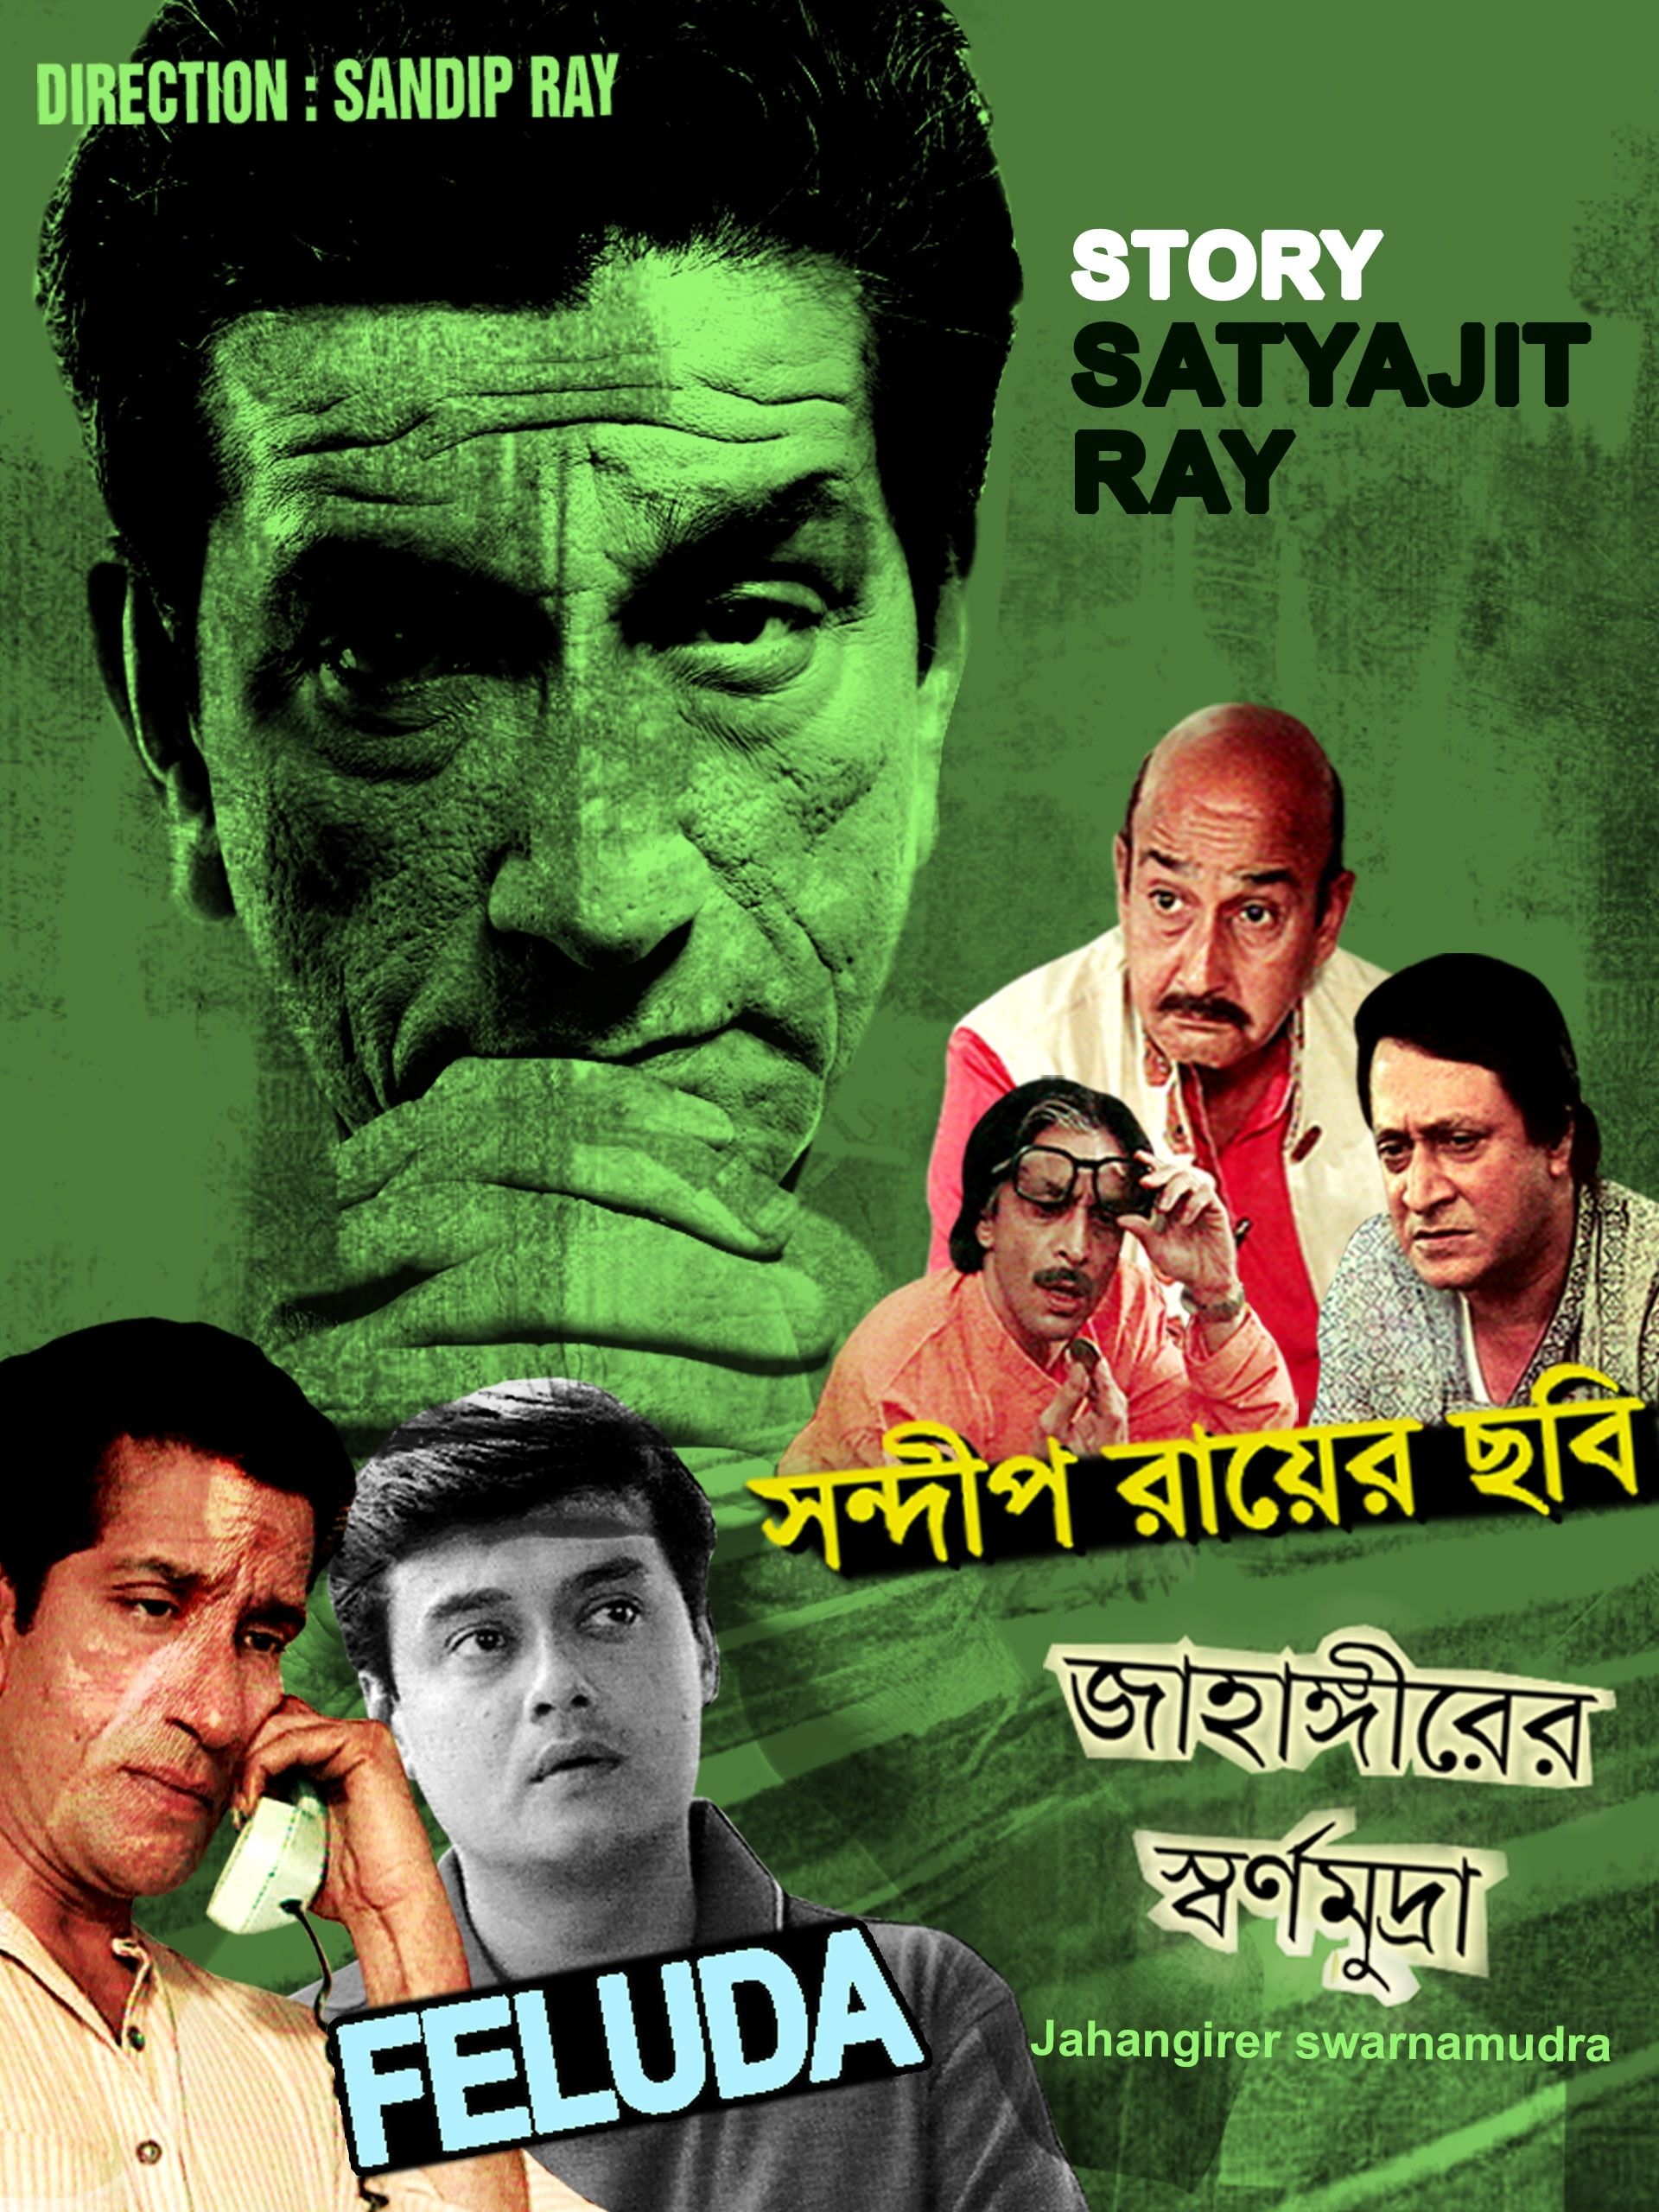 DIRECTION : SANDIP RAY
STORY
SATYAJIT
RAY
সন্দীপ রায়ের ছবি
জাহাঙ্গীরের
স্বর্ণমুদ্রা
Jahangirer swarnamudra
FELUDA